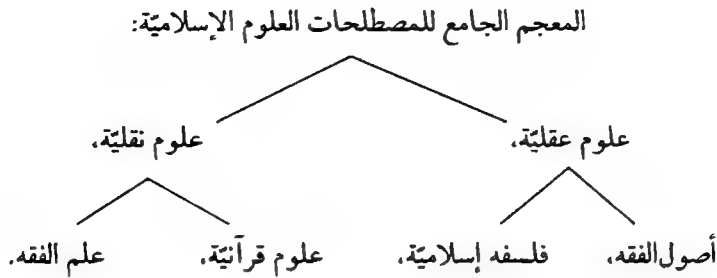 المعجم الجامع للمصطلحات العلوم الإسلاميّة:
علوم عقليّة، علوم نقليّة،
أصول الفقه، فلسفه إسلاميّة، علوم قرآنيّة، علم الفقه.